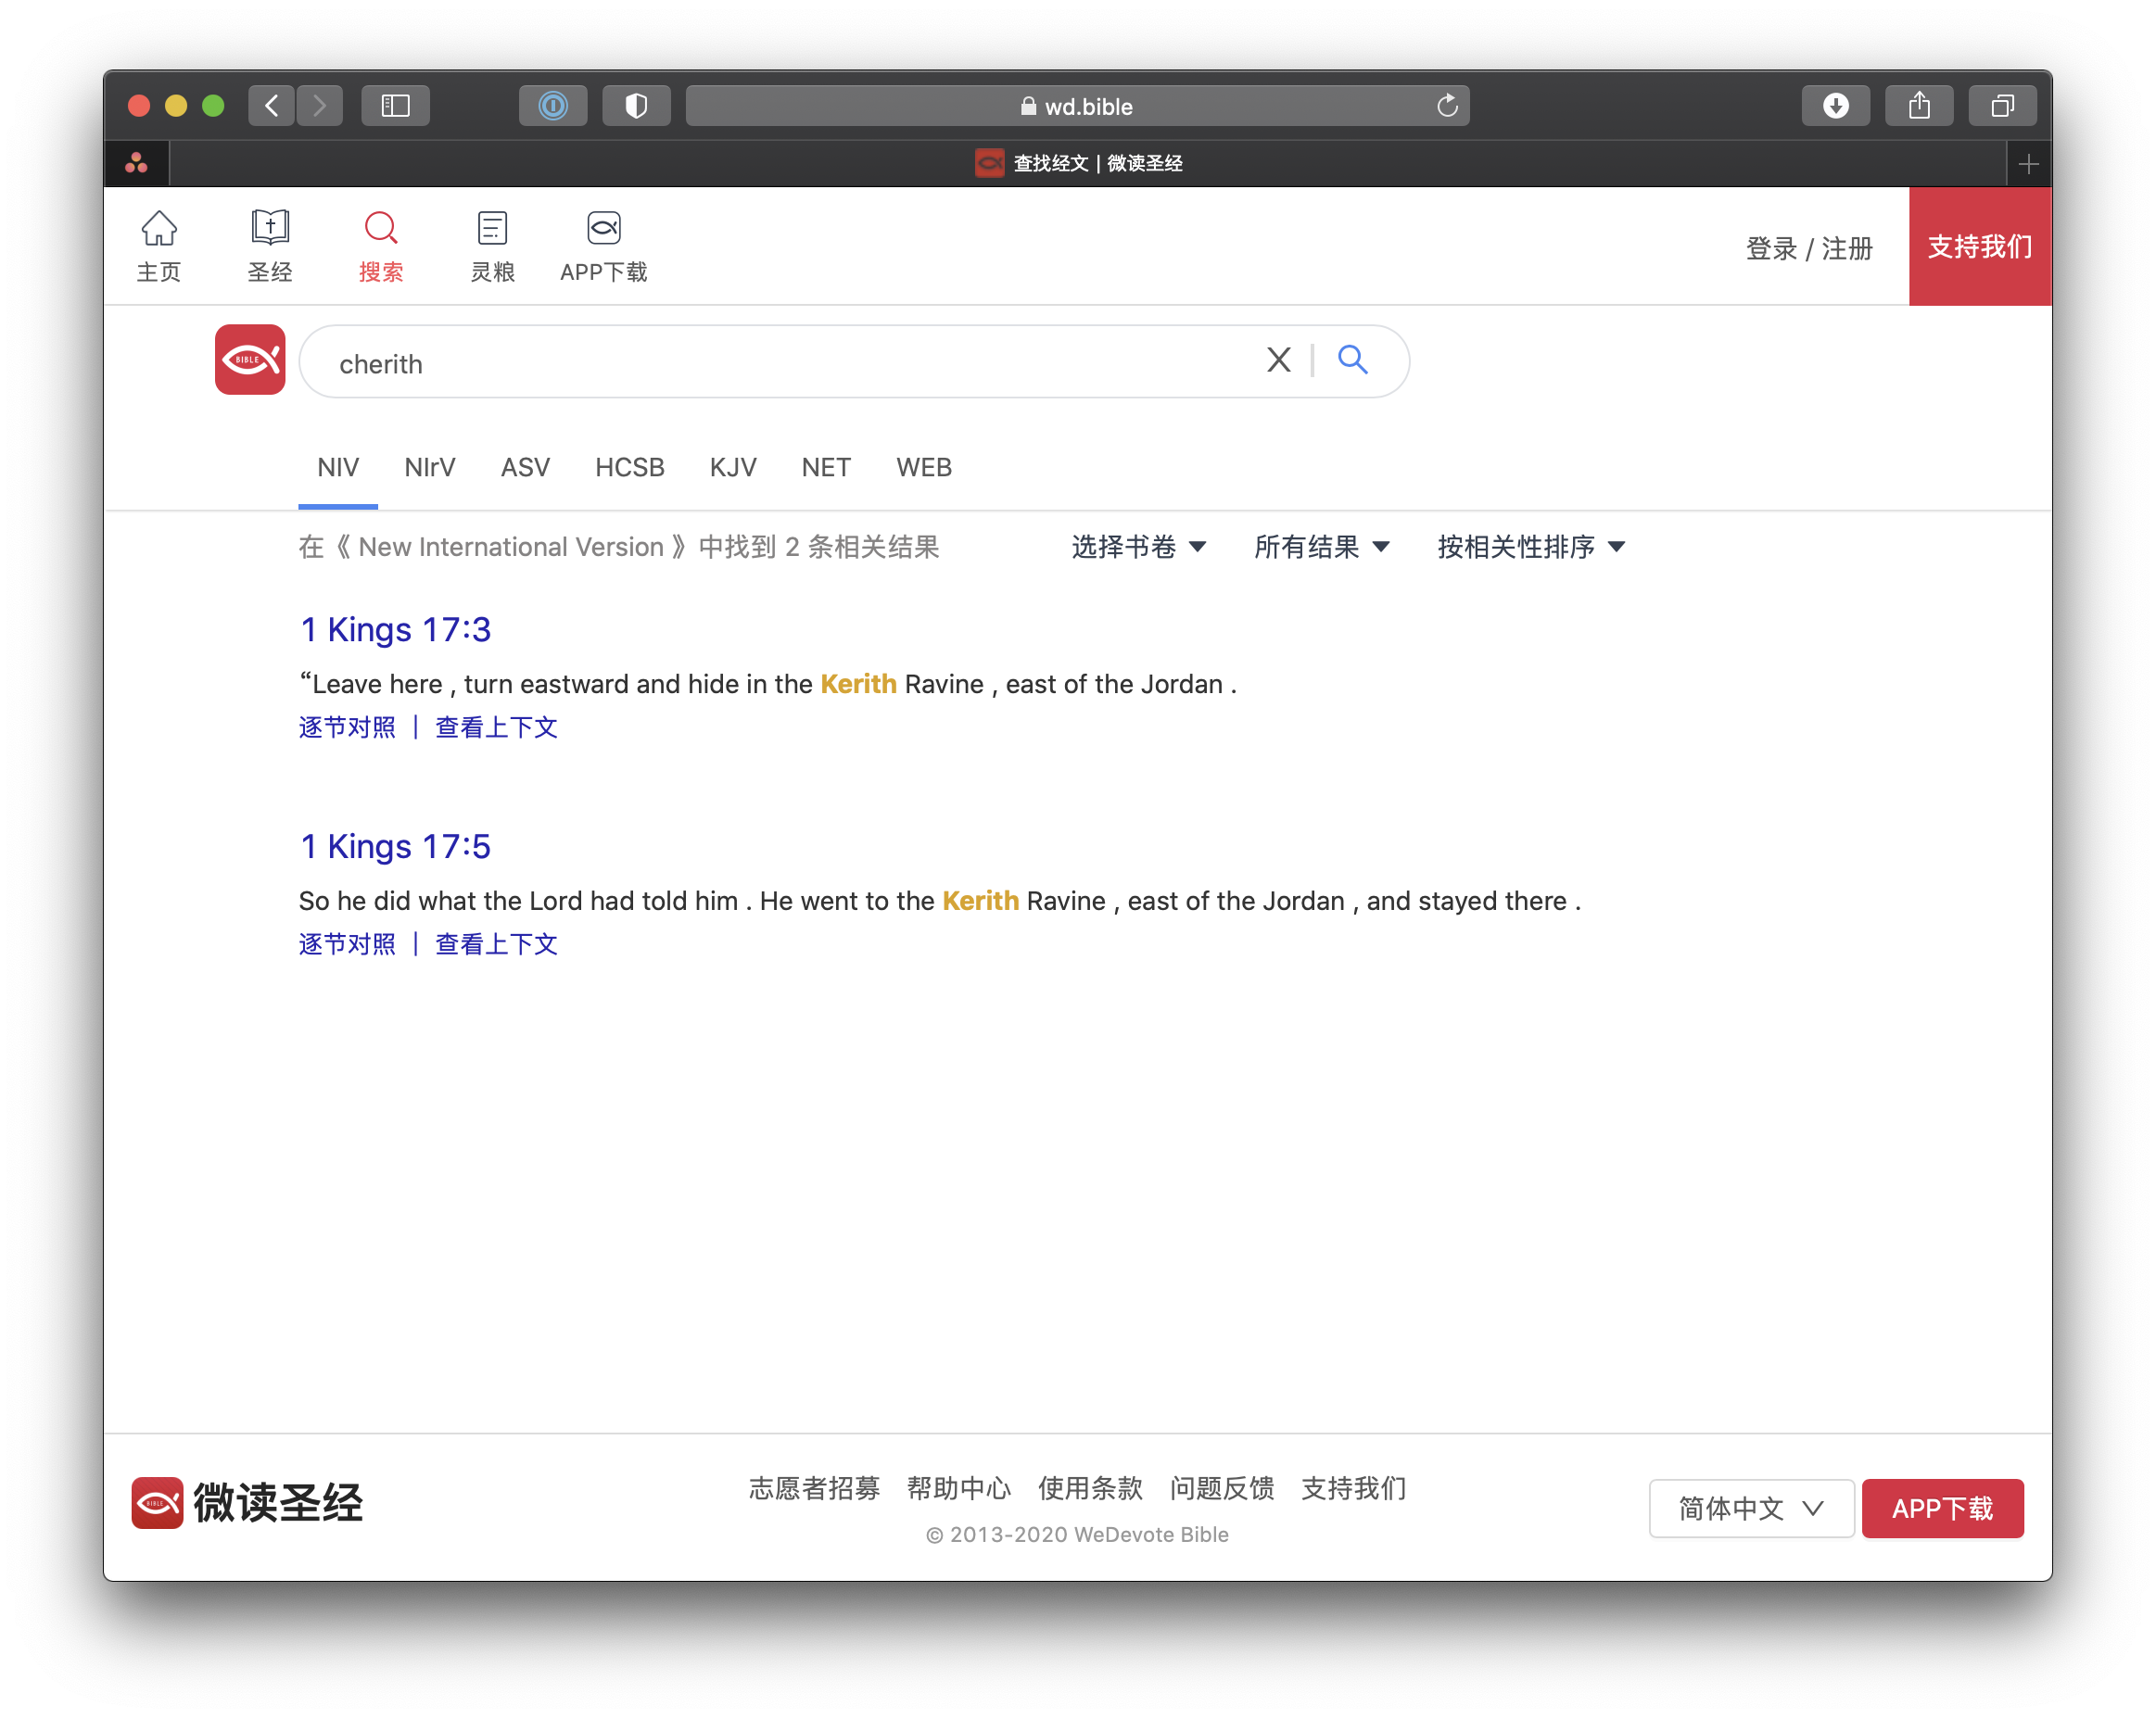 wd.bible
查找经文 | 微读圣经
主页 圣经 搜索 灵粮 APP下载 登录 / 注册 支持我们
BIBLE
cherith X
NIV NIrV ASV HCSB KJV NET WEB
在《 New International Version 》中找到 2 条相关结果 选择书卷 所有结果 按相关性排序
1 Kings 17:3
“Leave here , turn eastward and hide in the Kerith Ravine , east of the Jordan .
逐节对照 | 查看上下文
1 Kings 17:5
So he did what the Lord had told him . He went to the Kerith Ravine , east of the Jordan , and stayed there .
逐节对照 | 查看上下文
BIBLE 微读圣经
志愿者招募 帮助中心 使用条款 问题反馈 支持我们
© 2013-2020 WeDevote Bible
简体中文 APP下载